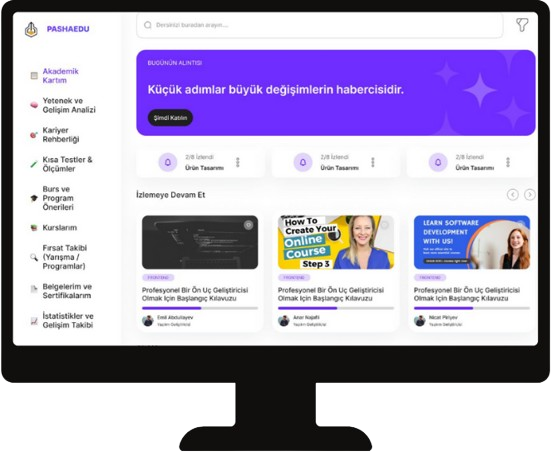 PASHAEDU
Dersinizi buradan arayın...
Akademik
Kartım
Yetenek ve
Gelişim Analizi
Kariyer
Rehberliği
Kısa Testler &
Ölçümler
Burs ve
Program
Önerileri
Kurslarım
Fırsat Takibi
(Yarışma /
Programlar)
Belgelerim ve
Sertifikalarım
İstatistikler ve
Gelişim Takibi
BUGÜNÜN ALINTISI
Küçük adımlar büyük değişimlerin habercisidir.
Şimdi Katılın
2/8 İzlendi
Ürün Tasarımı
2/8 İzlendi
Ürün Tasarımı
2/8 İzlendi
Ürün Tasarımı
İzlemeye Devam Et
FRONTEND
Profesyonel Bir Ön Uç Geliştiricisi
Olmak İçin Başlangıç Kılavuzu
Emil Abdullayev
Yazılım Geliştiricisi
How To
Create Your
Online
Course
Step 3
FRONTEND
Profesyonel Bir Ön Uç Geliştiricisi
Olmak İçin Başlangıç Kılavuzu
Anar Najafli
Yazılım Geliştiricisi
LEARN SOFTWARE
DEVELOPMENT
WITH US!
FRONTEND
Profesyonel Bir Ön Uç Geliştiricisi
Olmak İçin Başlangıç Kılavuzu
Nicat Piriyev
Yazılım Geliştiricisi